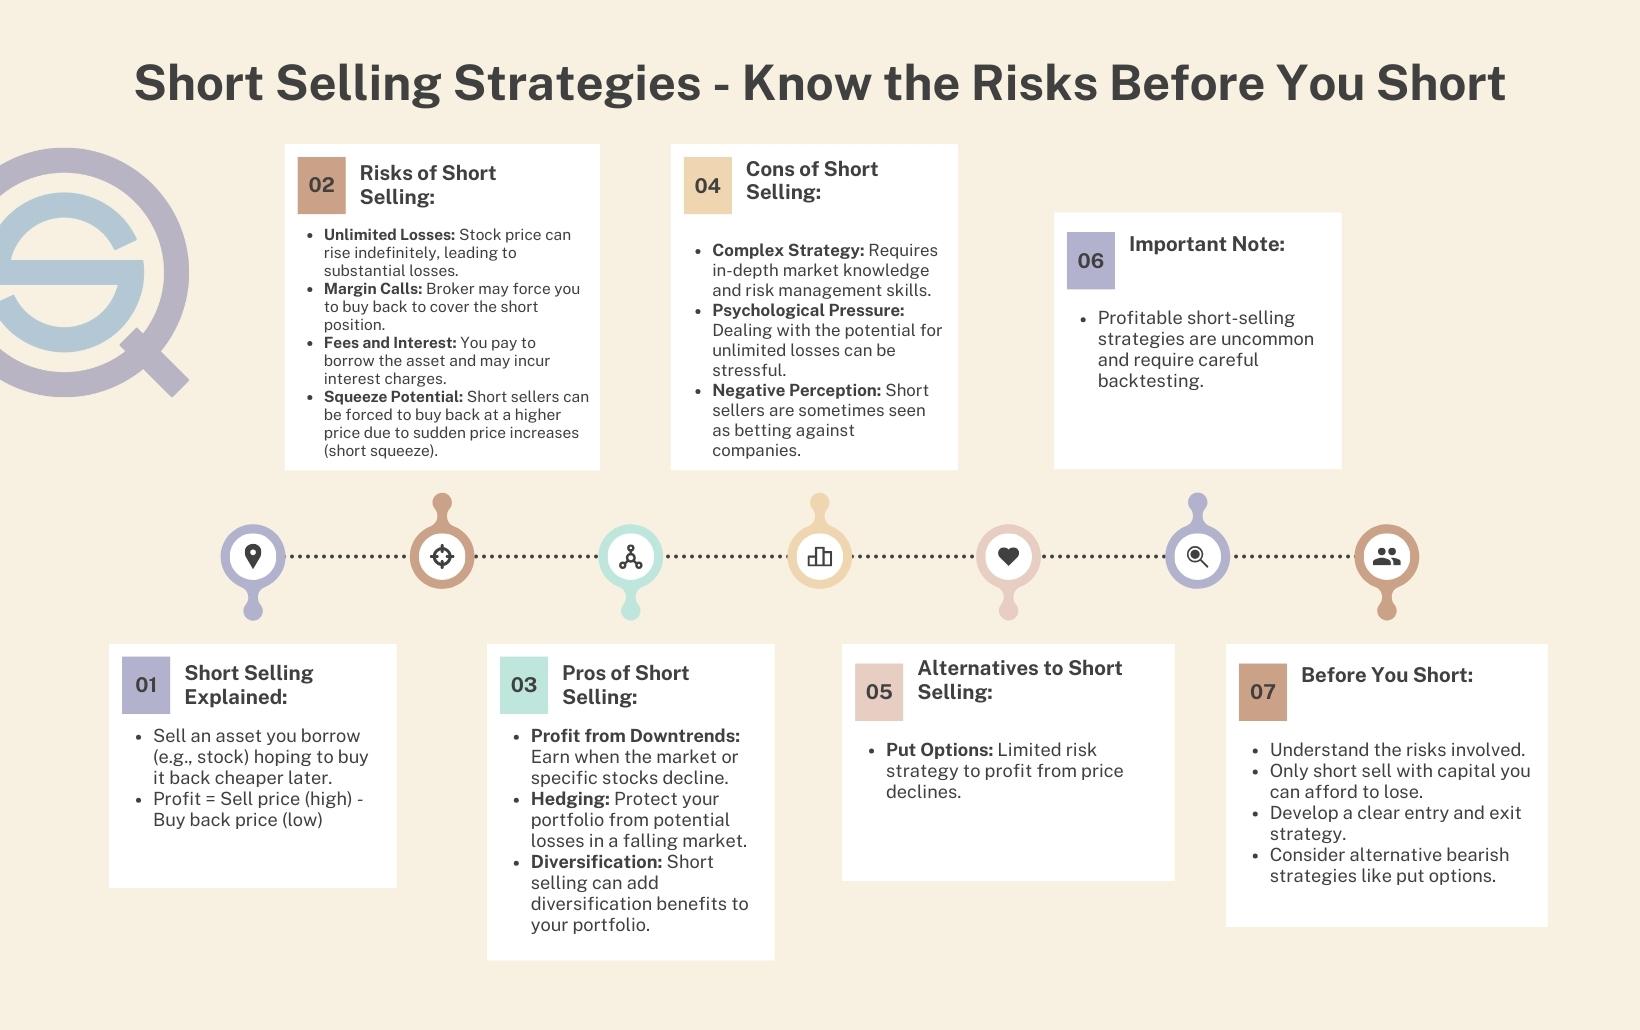 Short Selling Strategies - Know the Risks Before You Short
01
Short Selling
Explained:
• Sell an asset you borrow
(e.g., stock) hoping to buy
it back cheaper later.
• Profit = Sell price (high) -
Buy back price (low)
02
Risks of Short
Selling:
• Unlimited Losses: Stock price can
rise indefinitely, leading to
substantial losses.
• Margin Calls: Broker may force you
to buy back to cover the short
position.
• Fees and Interest: You pay to
borrow the asset and may incur
interest charges.
• Squeeze Potential: Short sellers can
be forced to buy back at a higher
price due to sudden price increases
(short squeeze).
03
Pros of Short
Selling:
• Profit from Downtrends:
Earn when the market or
specific stocks decline.
• Hedging: Protect your
portfolio from potential
losses in a falling market.
• Diversification: Short
selling can add
diversification benefits to
your portfolio.
04
Cons of Short
Selling:
• Complex Strategy: Requires
in-depth market knowledge
and risk management skills.
• Psychological Pressure:
Dealing with the potential for
unlimited losses can be
stressful.
• Negative Perception: Short
sellers are sometimes seen
as betting against
companies.
05
Alternatives to Short
Selling:
• Put Options: Limited risk
strategy to profit from price
declines.
06
Important Note:
• Profitable short-selling
strategies are uncommon
and require careful
backtesting.
07
Before You Short:
• Understand the risks involved.
• Only short sell with capital you
can afford to lose.
• Develop a clear entry and exit
strategy.
• Consider alternative bearish
strategies like put options.